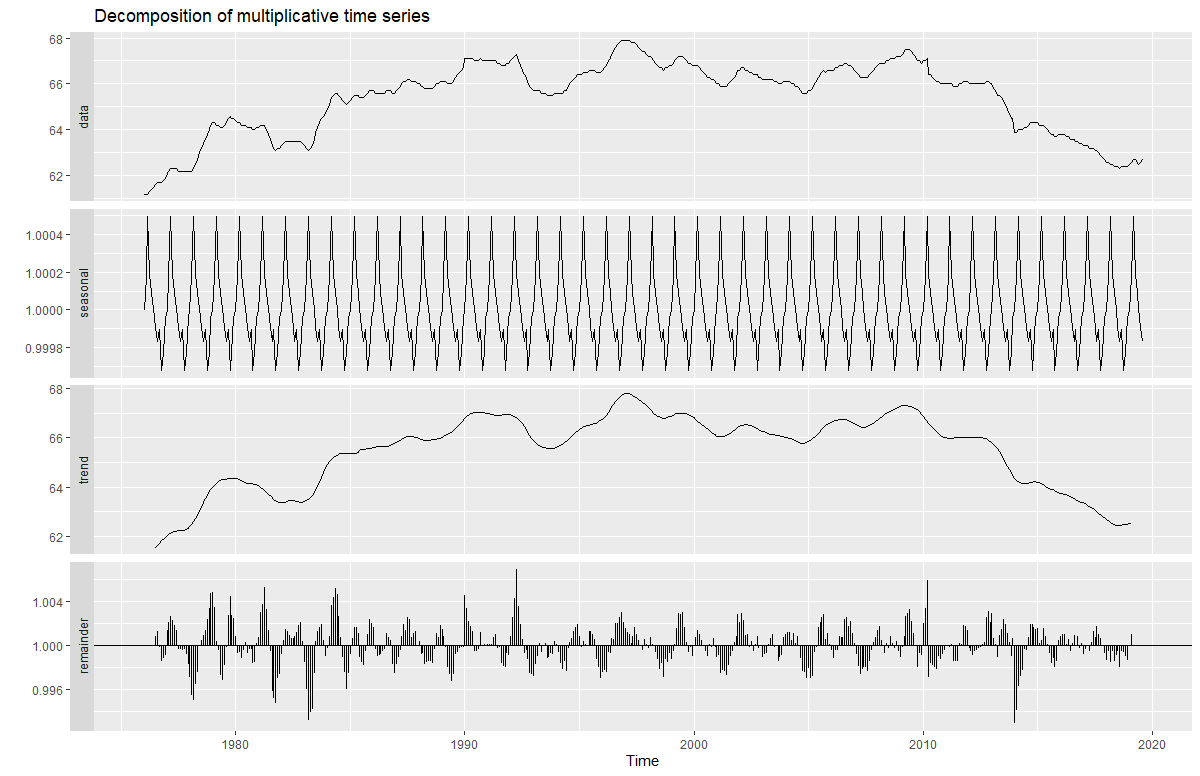 Decomposition of multiplicative time series
68
66
64
62
data
1.0004
1.0002
1.0000
0.9998
seasonal
68
66
64
62
trend
1.004
1.000
0.996
remainder
1980 1990 2000 2010 2020
Time